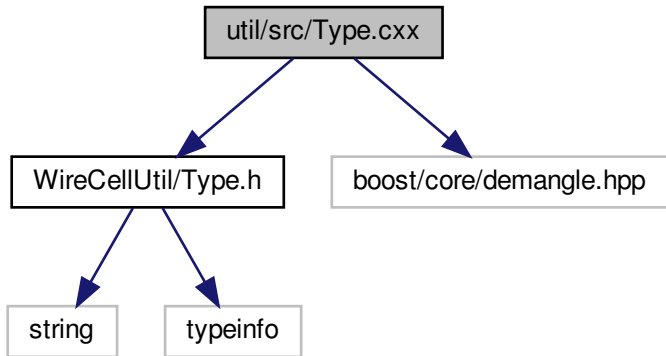 util/src/Type.cxx
WireCellUtil/Type.h
boost/core/demangle.hpp
string
typeinfo